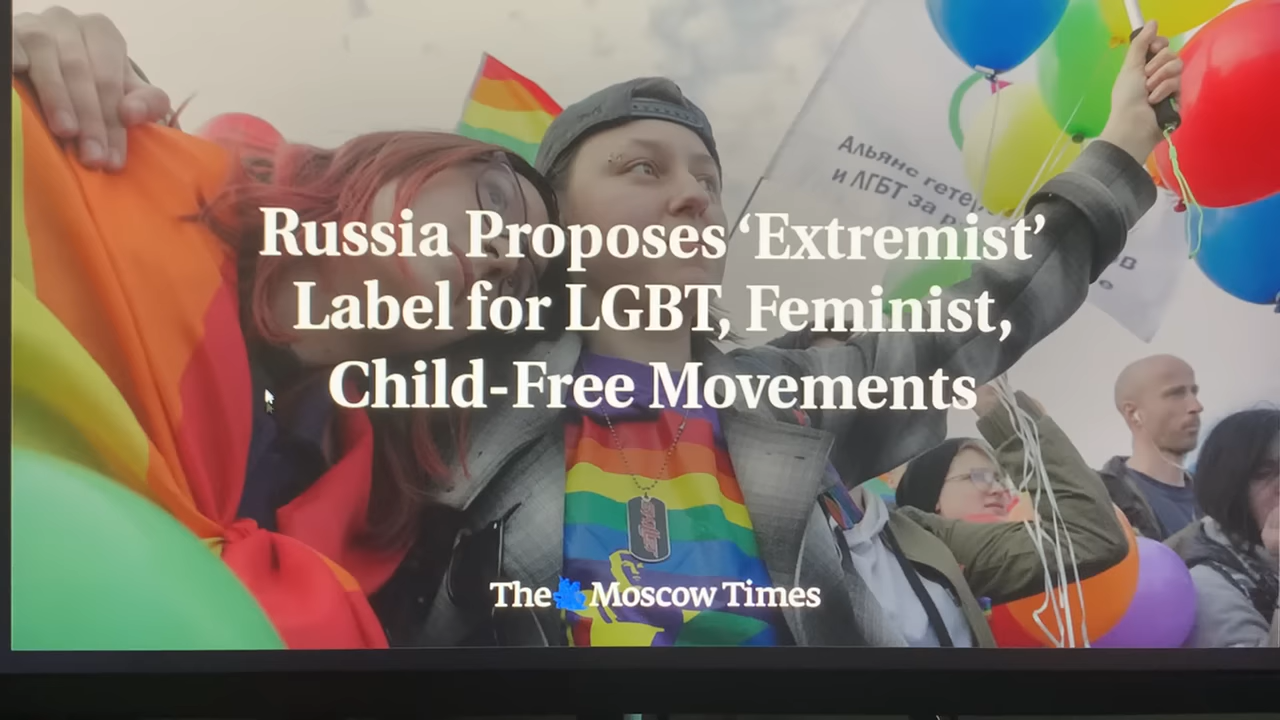 Альянс гетер
и ЛГБТ за р
Russia Proposes ‘Extremist’
Label for LGBT, Feminist,
Child-Free Movements
The Moscow Times